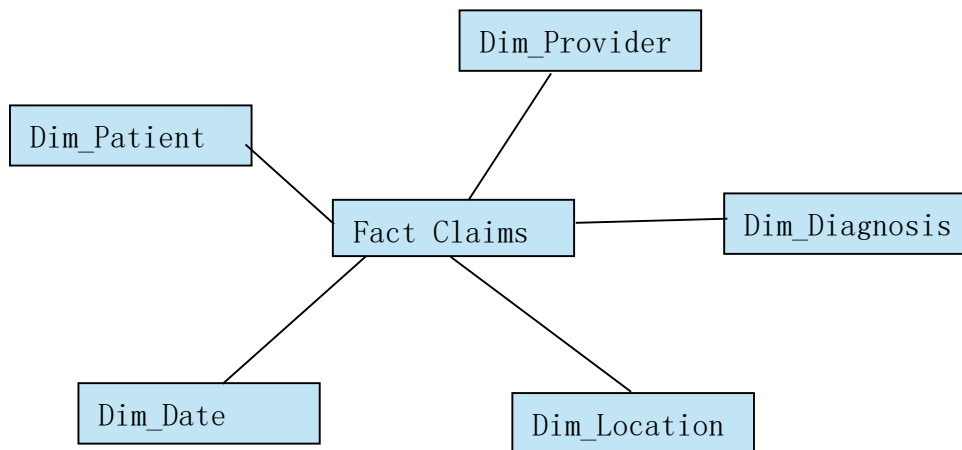 Dim_Provider
Dim_Patient
Fact Claims
Dim_Diagnosis
Dim_Date
Dim_Location